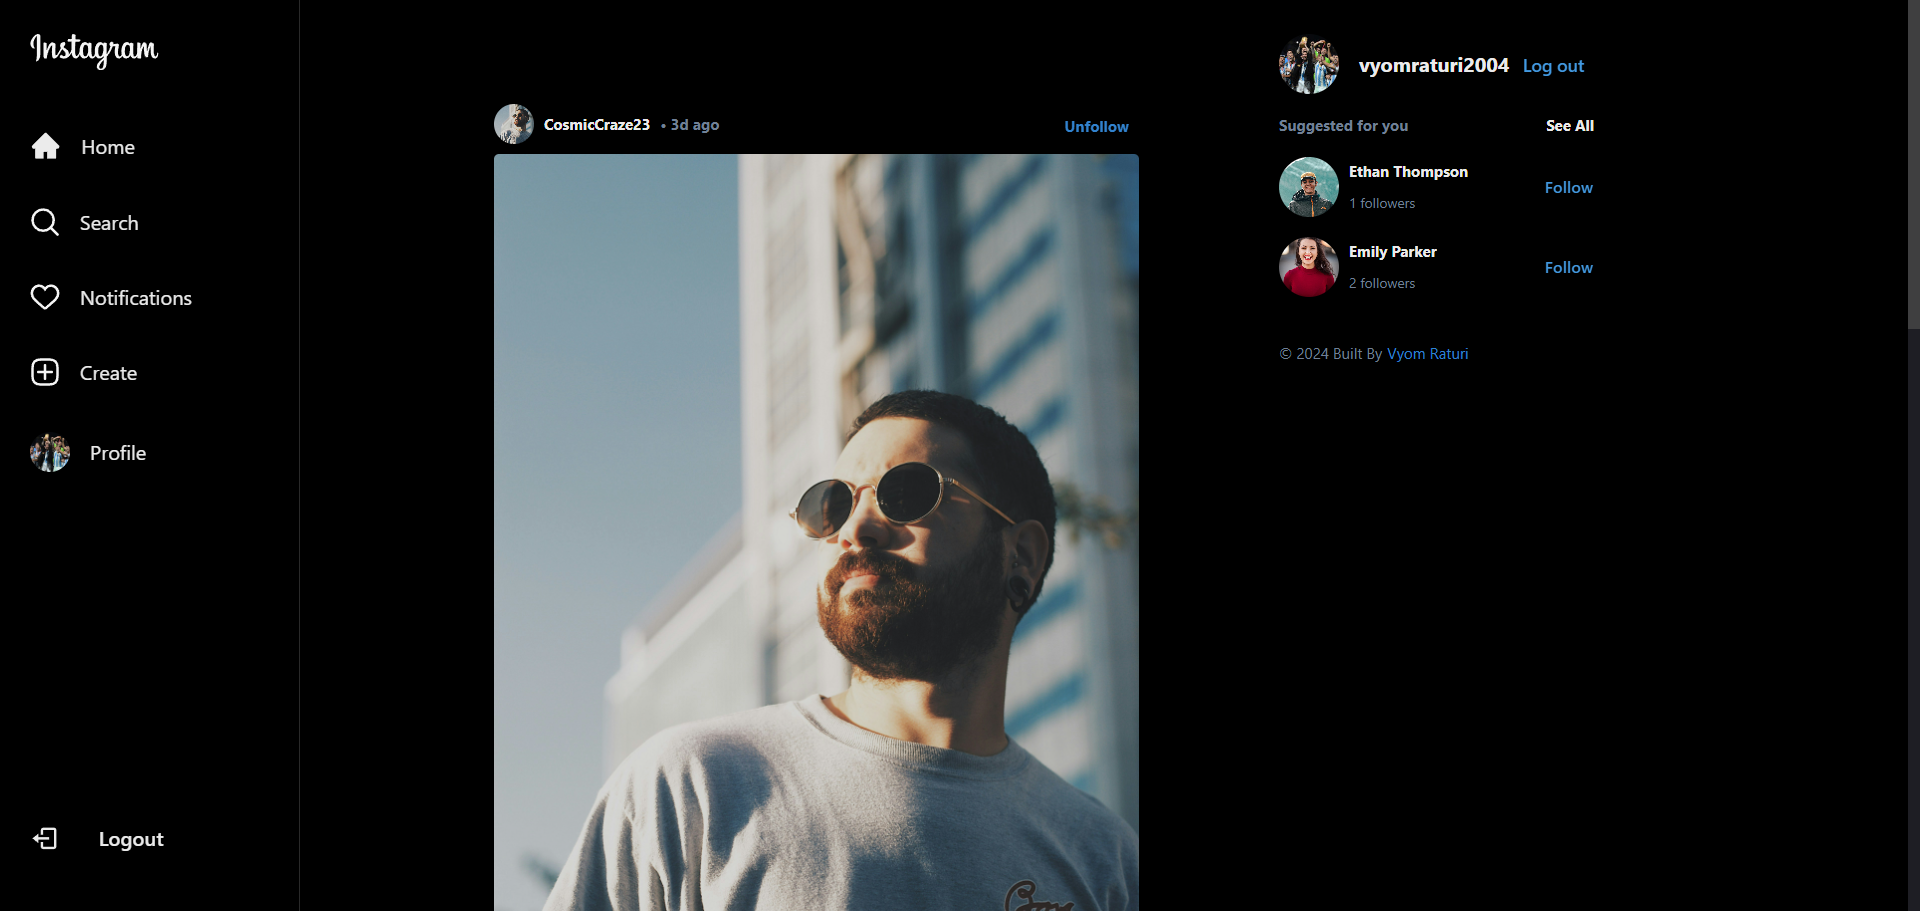 Instagram
Home
Search
Notifications
Create
Profile
Logout
CosmicCraze23 • 3d ago
Unfollow
vyomraturi2004 Log out
Suggested for you See All
Ethan Thompson
1 followers
Follow
Emily Parker
2 followers
Follow
© 2024 Built By Vyom Raturi